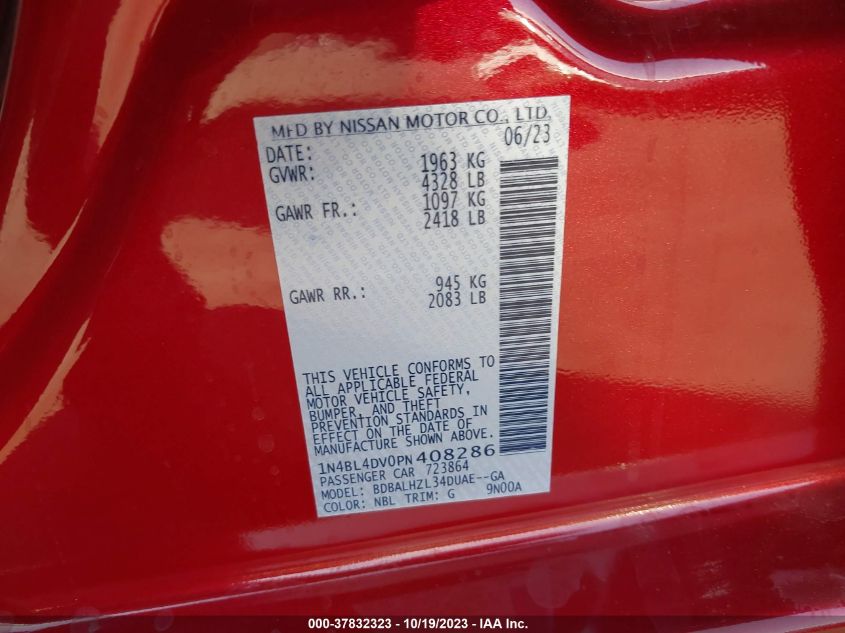 MFD BY NISSAN MOTOR CO., LTD.
DATE: 06/23
GVWR: 1963 KG
4328 LB
GAWR FR.: 1097 KG
2418 LB
GAWR RR.: 945 KG
2083 LB
THIS VEHICLE CONFORMS TO
ALL APPLICABLE FEDERAL
MOTOR VEHICLE SAFETY,
BUMPER, AND THEFT
PREVENTION STANDARDS IN
EFFECT ON THE DATE OF
MANUFACTURE SHOWN ABOVE.
1N4BL4DV0PN408286
PASSENGER CAR 723864
MODEL: BDBALHZL34DUAE--GA
COLOR: NBL TRIM: G 9N00A
000-37832323 | 10/19/2023 - IAA Inc.